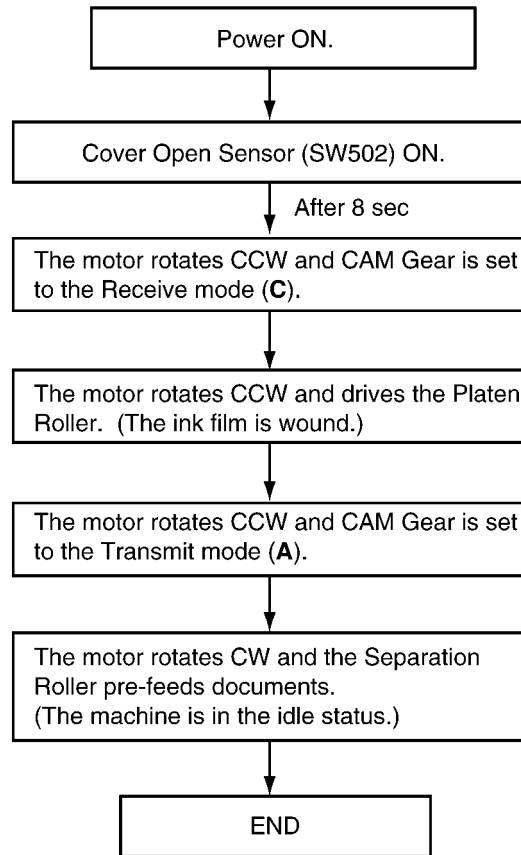 Power ON.
Cover Open Sensor (SW502) ON.
After 8 sec
The motor rotates CCW and CAM Gear is set
to the Receive mode (C).
The motor rotates CCW and drives the Platen
Roller.  (The ink film is wound.)
The motor rotates CCW and CAM Gear is set
to the Transmit mode (A).
The motor rotates CW and the Separation
Roller pre-feeds documents.
(The machine is in the idle status.)
END